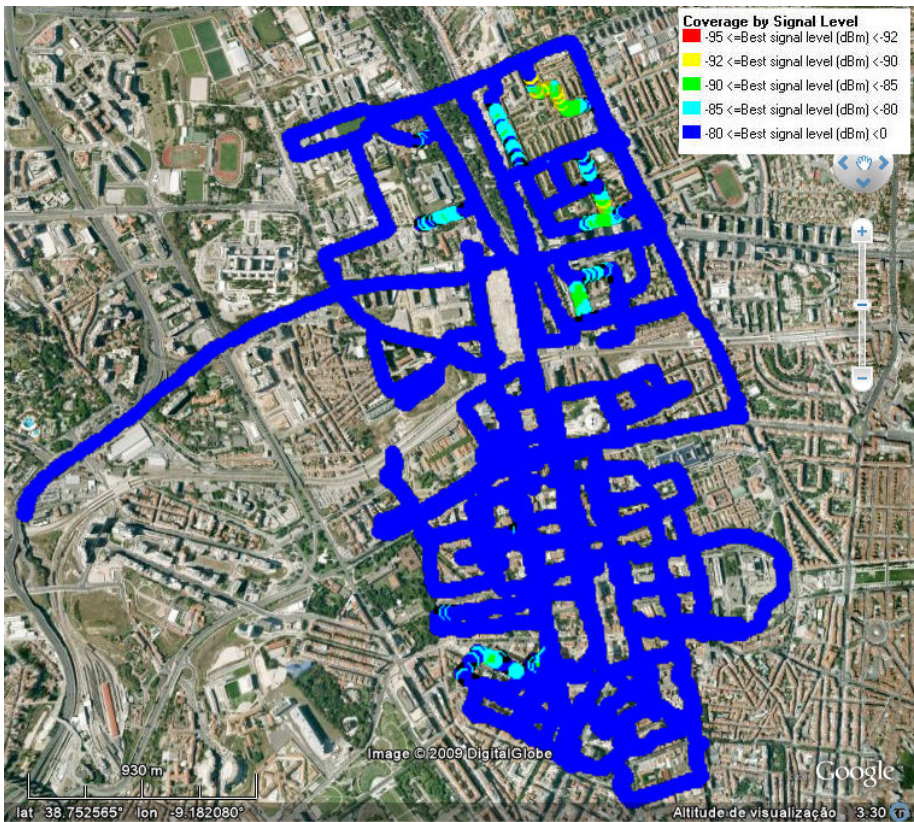 Coverage by Signal Level
-95 <=Best signal level (dBm) <-92
-92 <=Best signal level (dBm) <-90
-90 <=Best signal level (dBm) <-85
-85 <=Best signal level (dBm) <-80
-80 <=Best signal level (dBm) <0
Image © 2009 DigitalGlobe
930 m
Google
lat 38.752565° lon -9.182080°
Altitude de visualização 3:30